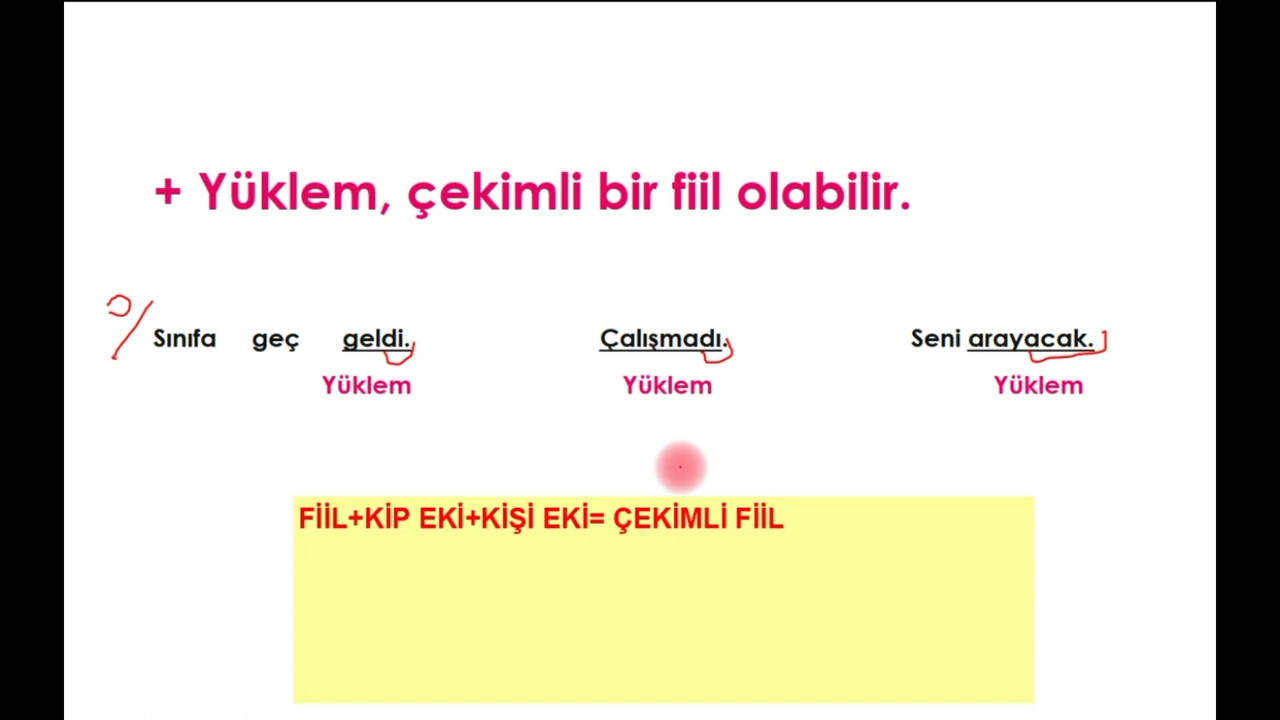 + Yüklem, çekimli bir fiil olabilir.
Sınıfa geç geldi. Çalışmadı. Seni arayacak.
Yüklem Yüklem Yüklem
FİİL+KİP EKİ+KİŞİ EKİ= ÇEKİMLİ FİİL